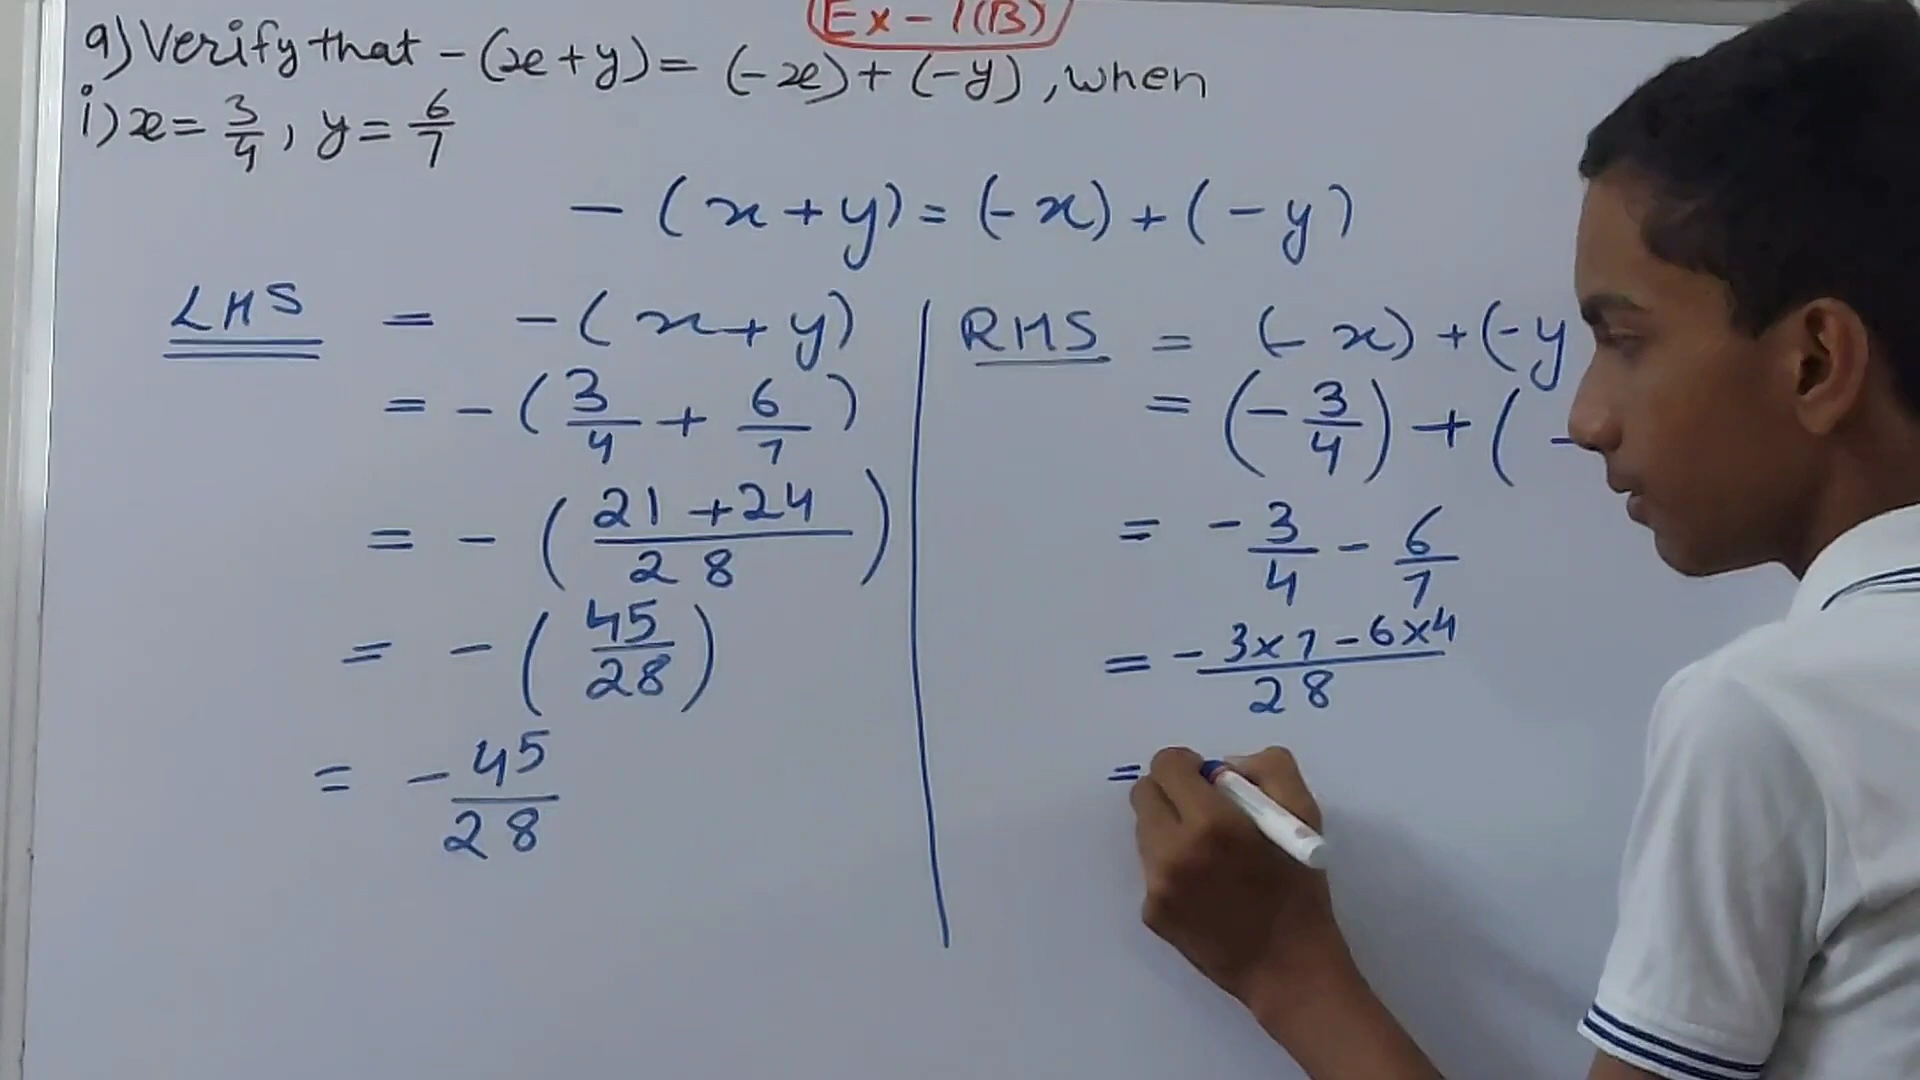 Ex-1(B)
9) Verify that -(x+y) = (-x)+(-y), when
i) x = 3/4, y = 6/7
-(x+y) = (-x)+(-y)
LHS = -(x+y)
= -(3/4 + 6/7)
= -(21+24/28)
= -(45/28)
= -45/28
RHS = (-x)+(-y
= (-3/4)+(-
= -3/4 - 6/7
= -3×7-6×4/28
=